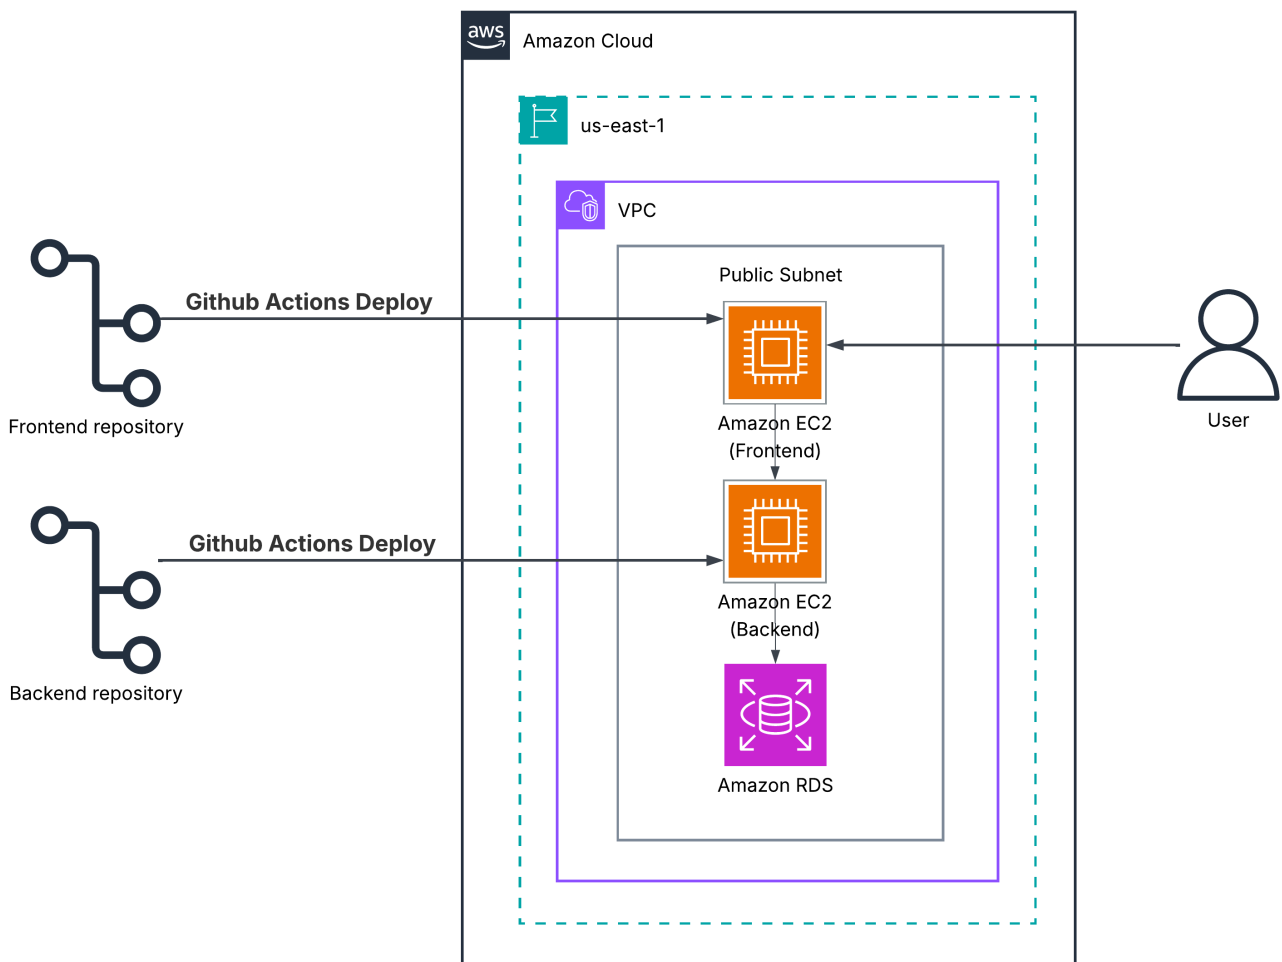 aws
Amazon Cloud
us-east-1
VPC
Public Subnet
Github Actions Deploy
Frontend repository
Amazon EC2
(Frontend)
User
Github Actions Deploy
Backend repository
Amazon EC2
(Backend)
Amazon RDS